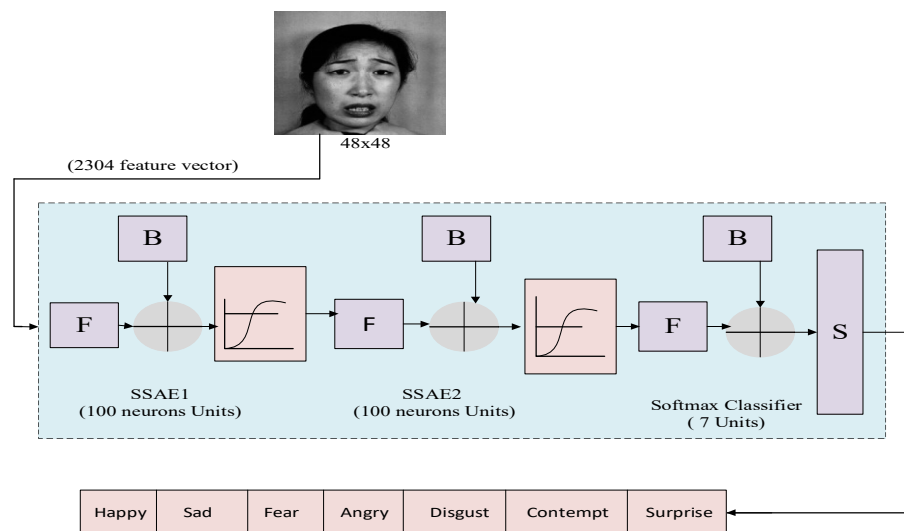 48x48
(2304 feature vector)
B
B
B
F
F
F
S
SSAE1
(100 neurons Units)
SSAE2
(100 neurons Units)
Softmax Classifier
( 7 Units)
Happy Sad Fear Angry Disgust Contempt Surprise